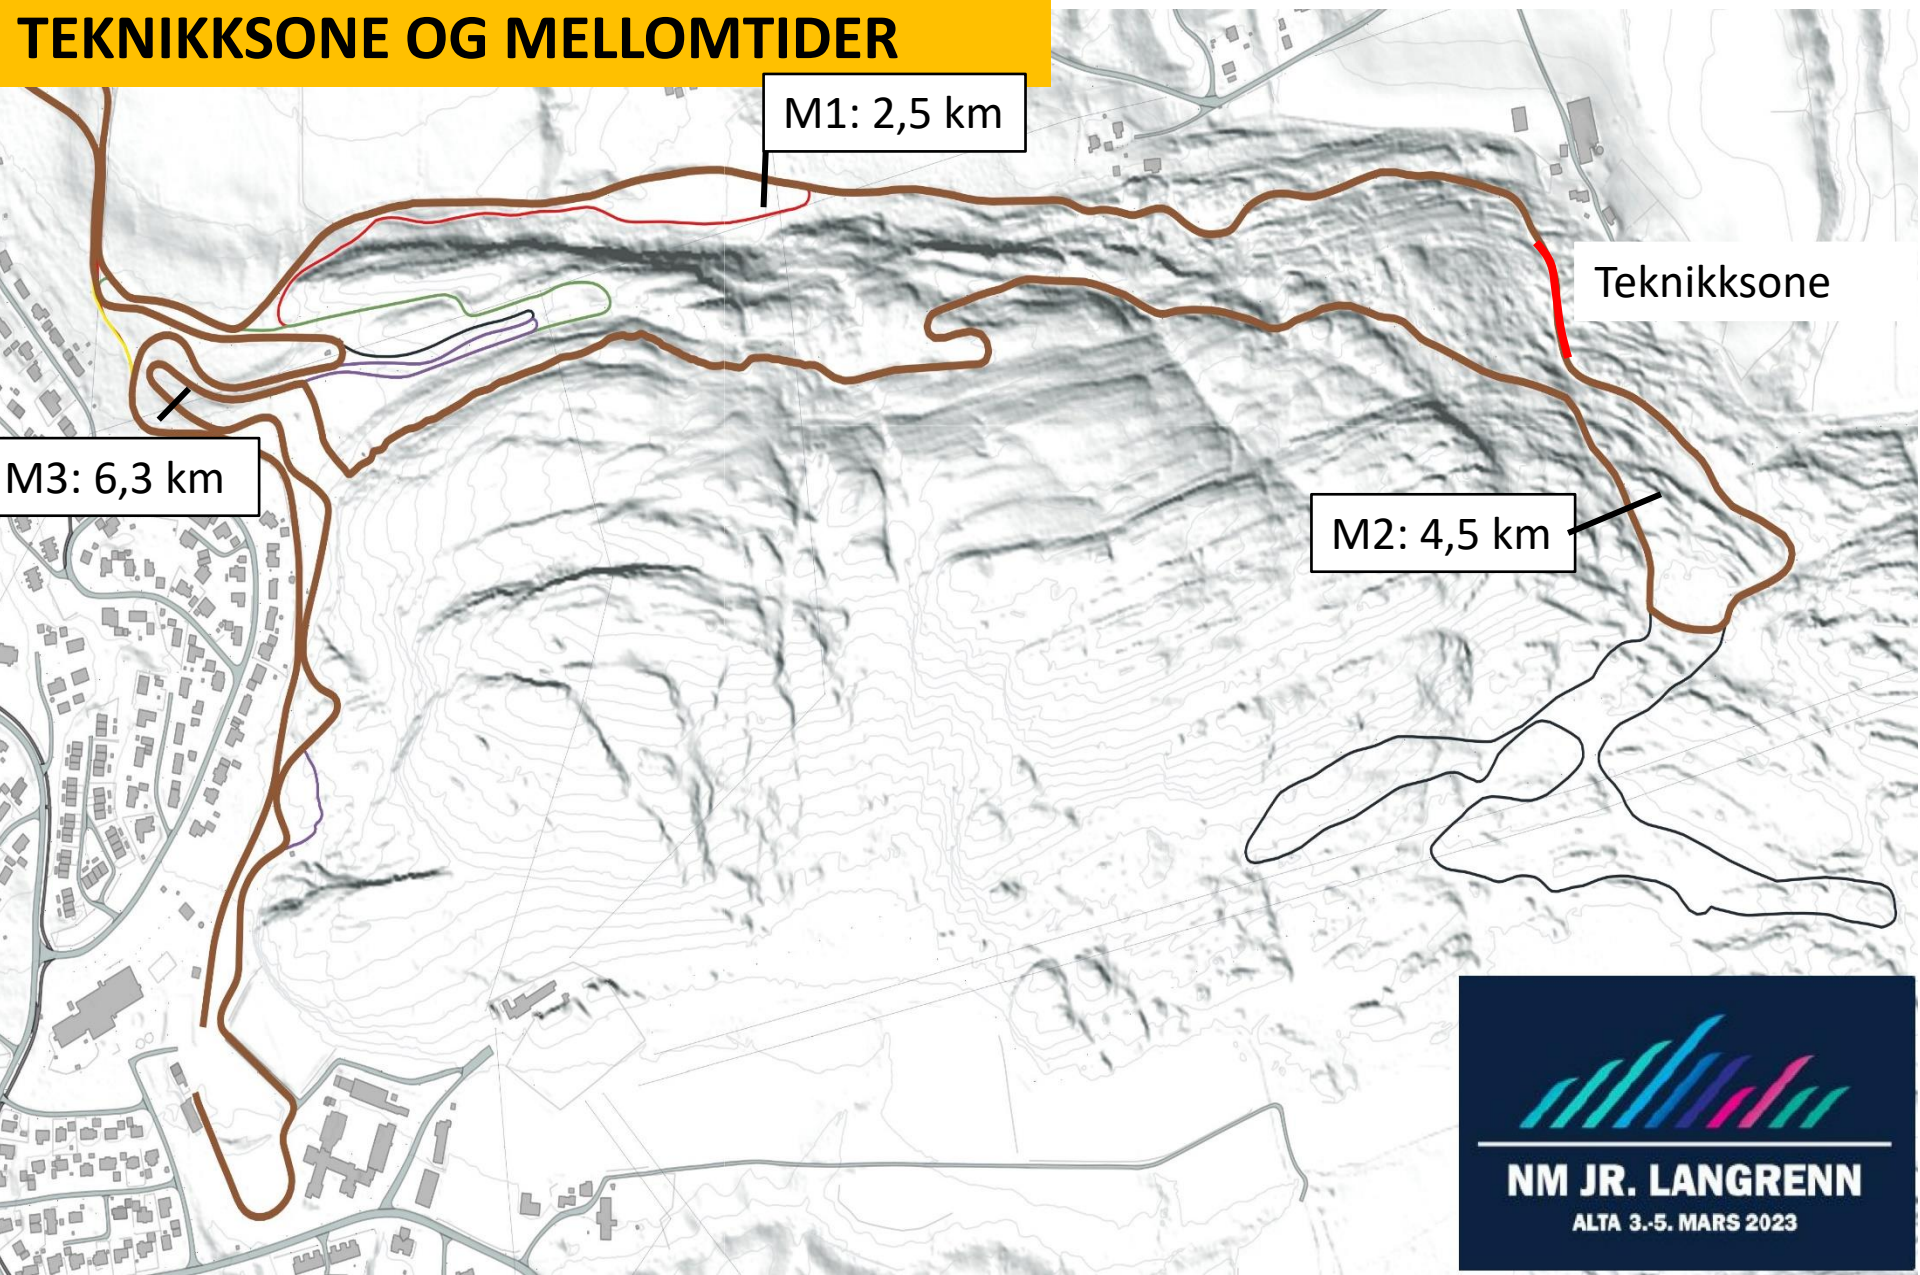 TEKNIKKSONE OG MELLOMTIDER
M1: 2,5 km
Teknikksone
M3: 6,3 km
M2: 4,5 km
NM JR. LANGRENN
ALTA 3.-5. MARS 2023